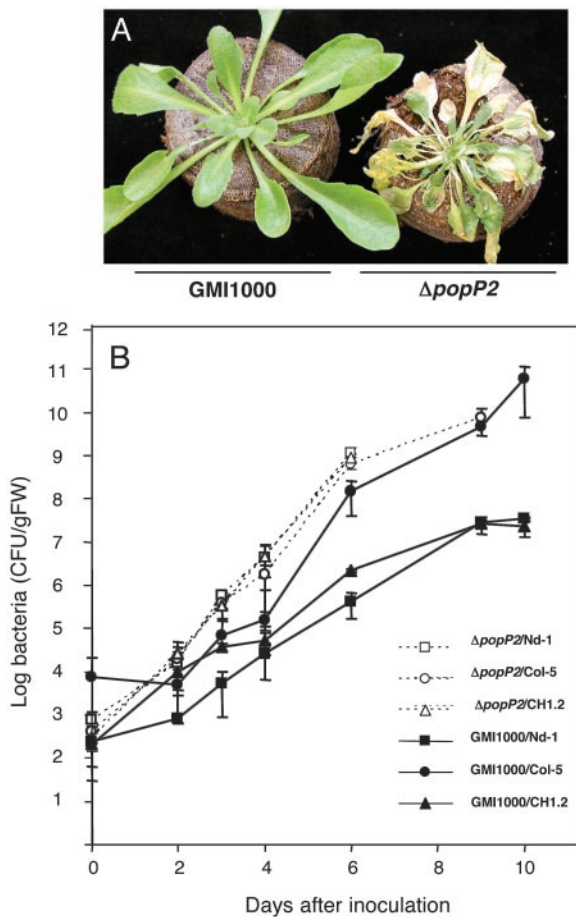 A
GMI1000
ΔpopP2
B
12
11
10
9
8
7
6
5
4
3
2
1
Log bacteria (CFU/gFW)
ΔpopP2/Nd-1
ΔpopP2/Col-5
ΔpopP2/CH1.2
GMI1000/Nd-1
GMI1000/Col-5
GMI1000/CH1.2
0 2 4 6 8 10
Days after inoculation